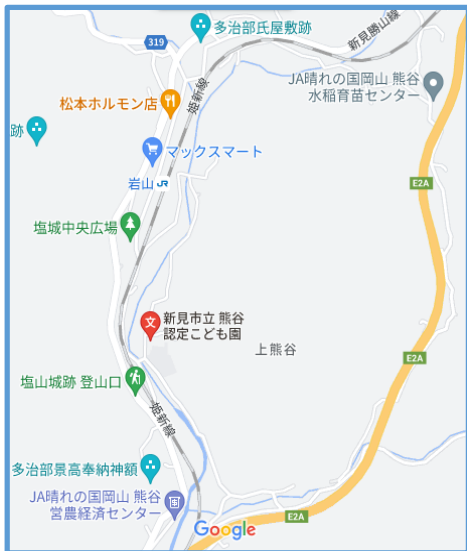 多治部氏屋敷跡
319
新見勝山線
JA晴れの国岡山 熊谷
水稲育苗センター
姫新線
松本ホルモン店
跡
マックスマート
E2A
岩山 JR
塩城中央広場
新見市立 熊谷
認定こども園
上熊谷
E2A
塩山城跡 登山口
姫新線
多治部景高奉納神額
JA晴れの国岡山 熊谷
営農経済センター
Google
E2A